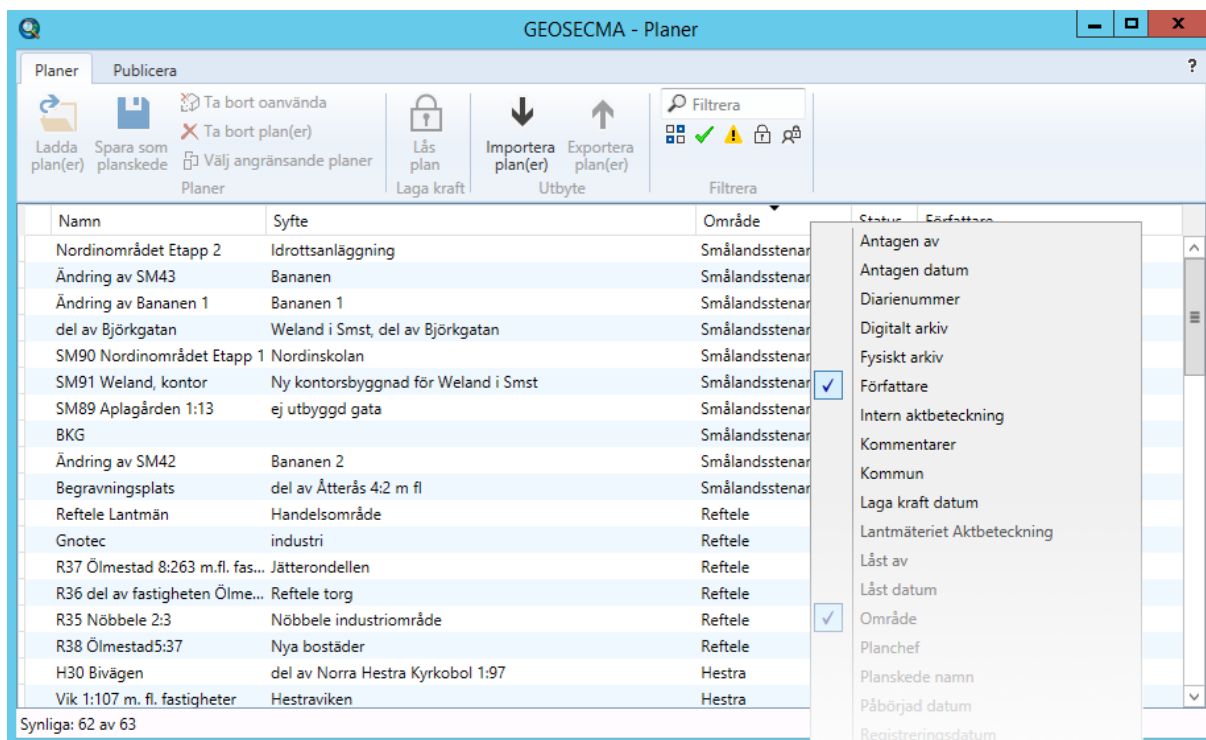 GEOSECMA - Planer
Planer Publicera ?
Ladda plan(er)
Spara som planskede
Ta bort oanvända
Ta bort plan(er)
Välj angränsande planer
Planer
Lås plan
Laga kraft
Importera plan(er)
Exportera plan(er)
Utbyte
Filtrera
Filtrera
Namn Syfte Område Status Författare
Nordinområdet Etapp 2 Idrottsanläggning Smålandsstenar
Ändring av SM43 Bananen Smålandsstenar
Ändring av Bananen 1 Bananen 1 Smålandsstenar
del av Björkgatan Weland i Smst, del av Björkgatan Smålandsstenar
SM90 Nordinområdet Etapp 1 Nordinskolan Smålandsstenar
SM91 Weland, kontor Ny kontorsbyggnad för Weland i Smst Smålandsstenar
SM89 Aplagården 1:13 ej utbyggd gata Smålandsstenar
BKG Smålandsstenar
Ändring av SM42 Bananen 2 Smålandsstenar
Begravningsplats del av Åtterås 4:2 m fl Smålandsstenar
Reftele Lantmän Handelsområde Reftele
Gnotec industri Reftele
R37 Ölmestad 8:263 m.fl. fas... Jätterondellen Reftele
R36 del av fastigheten Ölme... Reftele torg Reftele
R35 Nöbbele 2:3 Nöbbele industriområde Reftele
R38 Ölmestad5:37 Nya bostäder Reftele
H30 Bivägen del av Norra Hestra Kyrkobol 1:97 Hestra
Vik 1:107 m. fl. fastigheter Hestraviken Hestra
Antagen av
Antagen datum
Diarienummer
Digitalt arkiv
Fysiskt arkiv
Författare
Intern aktbeteckning
Kommentarer
Kommun
Laga kraft datum
Lantmäteriet Aktbeteckning
Låst av
Låst datum
Område
Planchef
Planskede namn
Påbörjad datum
Registreringsdatum
Synliga: 62 av 63